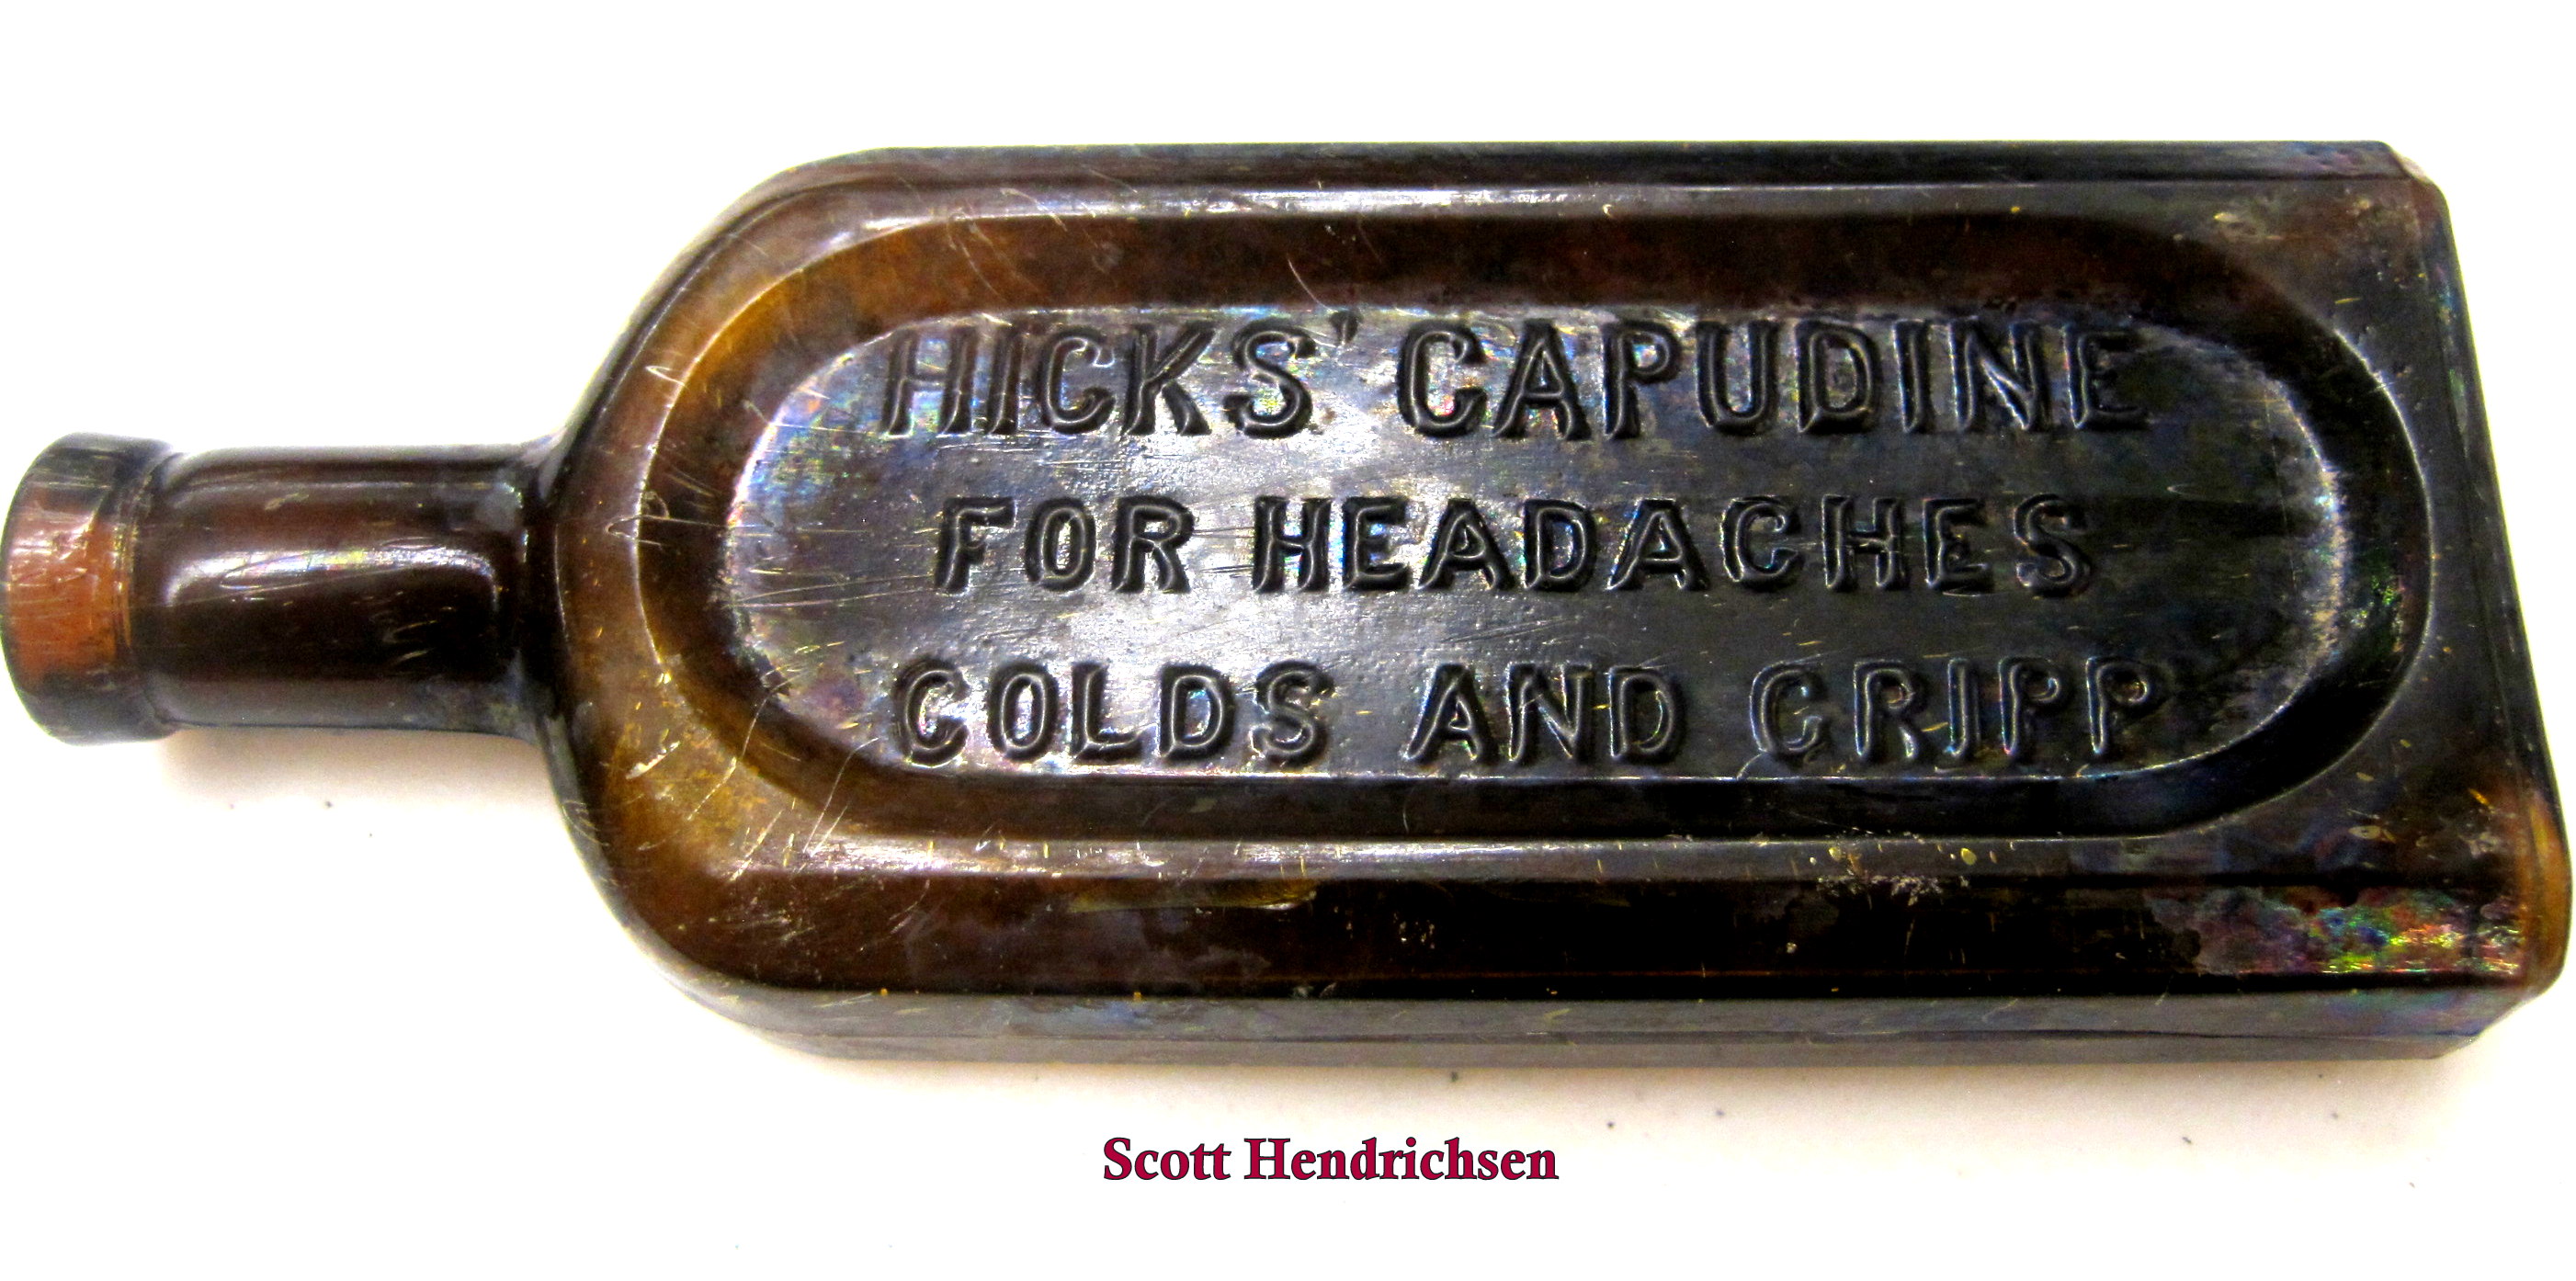 HICKS' CAPUDINE
FOR HEADACHES
COLDS AND GRIPP
Scott Hendrichsen